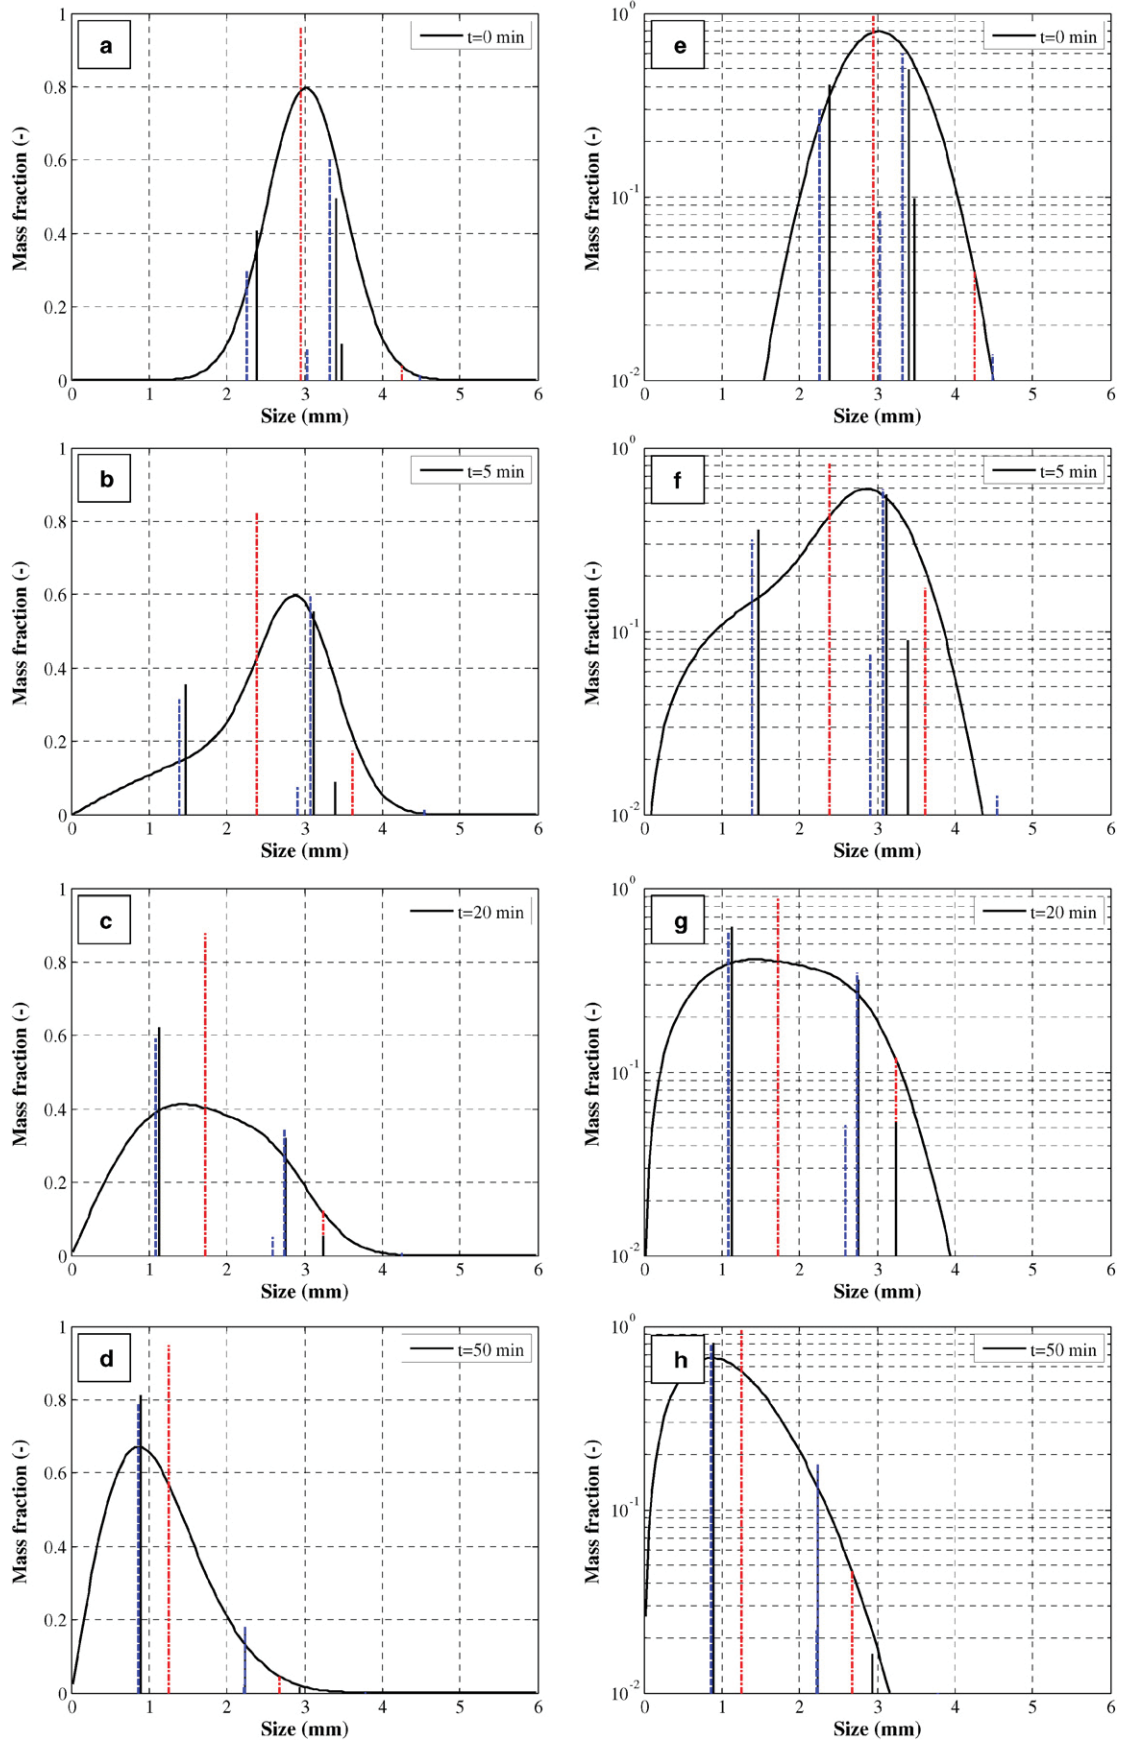 a
t=0 min
1
0.8
0.6
0.4
0.2
0
Mass fraction (-)
0 1 2 3 4 5 6
Size (mm)
e
t=0 min
10^0
10^-1
10^-2
Mass fraction (-)
0 1 2 3 4 5 6
Size (mm)
b
t=5 min
1
0.8
0.6
0.4
0.2
0
Mass fraction (-)
0 1 2 3 4 5 6
Size (mm)
f
t=5 min
10^0
10^-1
10^-2
Mass fraction (-)
0 1 2 3 4 5 6
Size (mm)
c
t=20 min
1
0.8
0.6
0.4
0.2
0
Mass fraction (-)
0 1 2 3 4 5 6
Size (mm)
g
t=20 min
10^0
10^-1
10^-2
Mass fraction (-)
0 1 2 3 4 5 6
Size (mm)
d
t=50 min
1
0.8
0.6
0.4
0.2
0
Mass fraction (-)
0 1 2 3 4 5 6
Size (mm)
h
t=50 min
10^0
10^-1
10^-2
Mass fraction (-)
0 1 2 3 4 5 6
Size (mm)